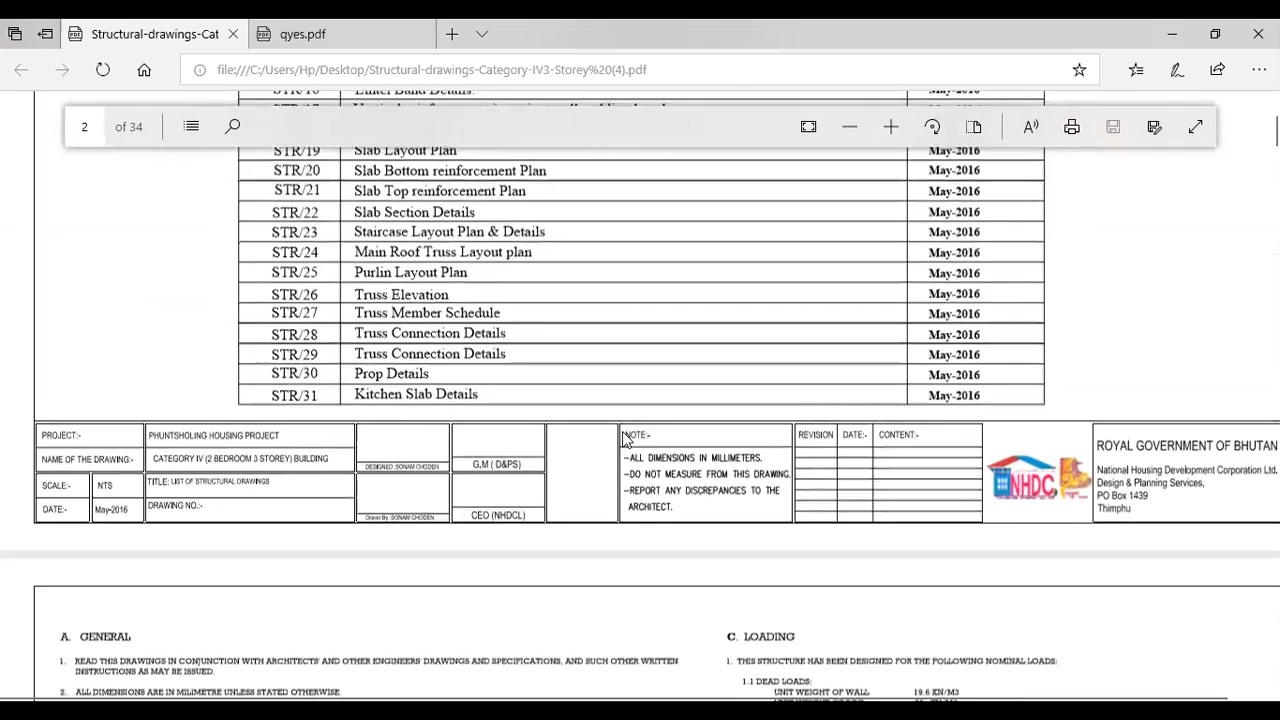 Structural-drawings-Cat
qyes.pdf
file:///C:/Users/Hp/Desktop/Structural-drawings-Category-IV3-Storey%20(4).pdf
2 of 34
STR/19 Slab Layout Plan May-2016
STR/20 Slab Bottom reinforcement Plan May-2016
STR/21 Slab Top reinforcement Plan May-2016
STR/22 Slab Section Details May-2016
STR/23 Staircase Layout Plan & Details May-2016
STR/24 Main Roof Truss Layout plan May-2016
STR/25 Purlin Layout Plan May-2016
STR/26 Truss Elevation May-2016
STR/27 Truss Member Schedule May-2016
STR/28 Truss Connection Details May-2016
STR/29 Truss Connection Details May-2016
STR/30 Prop Details May-2016
STR/31 Kitchen Slab Details May-2016
PROJECT:- PHUNTSHOLING HOUSING PROJECT
NAME OF THE DRAWING:- CATEGORY IV (2 BEDROOM 3 STOREY) BUILDING
SCALE:- NTS
TITLE: LIST OF STRUCTURAL DRAWINGS
DATE:- May-2016
DRAWING NO.:-
DESIGNED :SONAM CHODEN
Drawn By :SONAM CHODEN
G.M ( D&PS)
CEO (NHDCL)
NOTE:-
-ALL DIMENSIONS IN MILLIMETERS.
-DO NOT MEASURE FROM THIS DRAWING.
-REPORT ANY DISCREPANCIES TO THE
ARCHITECT.
REVISION DATE:- CONTENT:-
NHDC
ROYAL GOVERNMENT OF BHUTAN
National Housing Development Corporation Ltd.
Design & Planning Services,
PO Box 1439
Thimphu
A. GENERAL
1. READ THIS DRAWINGS IN CONJUNCTION WITH ARCHITECTS' AND OTHER ENGINEERS' DRAWINGS AND SPECIFICATIONS, AND SUCH OTHER WRITTEN
INSTRUCTIONS AS MAY BE ISSUED.
2. ALL DIMENSIONS ARE IN MILIMETRE UNLESS STATED OTHERWISE.
C. LOADING
1. THIS STRUCTURE HAS BEEN DESIGNED FOR THE FOLLOWING NOMINAL LOADS:
1.1 DEAD LOADS:
UNIT WEIGHT OF WALL 19.6 KN/M3